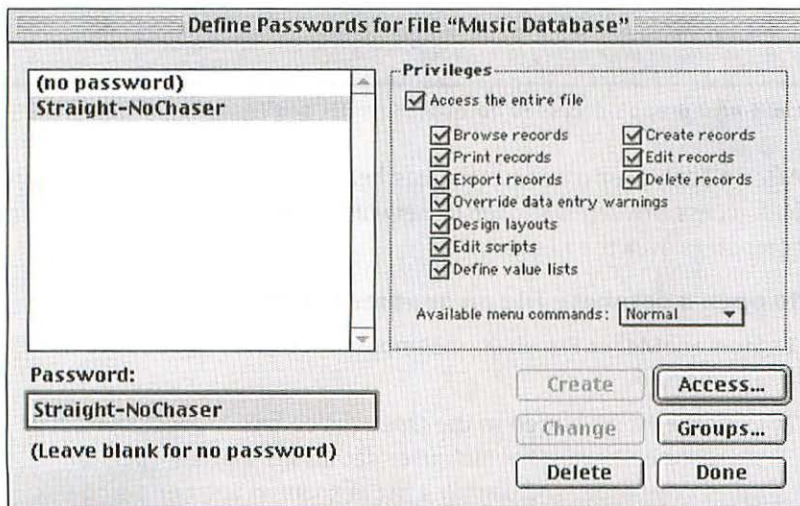 Define Passwords for File “Music Database”
(no password)
Straight-NoChaser
Privileges
Access the entire file
Browse records
Create records
Print records
Edit records
Export records
Delete records
Override data entry warnings
Design layouts
Edit scripts
Define value lists
Available menu commands: Normal
Password:
Straight-NoChaser
(Leave blank for no password)
Create
Access...
Change
Groups...
Delete
Done